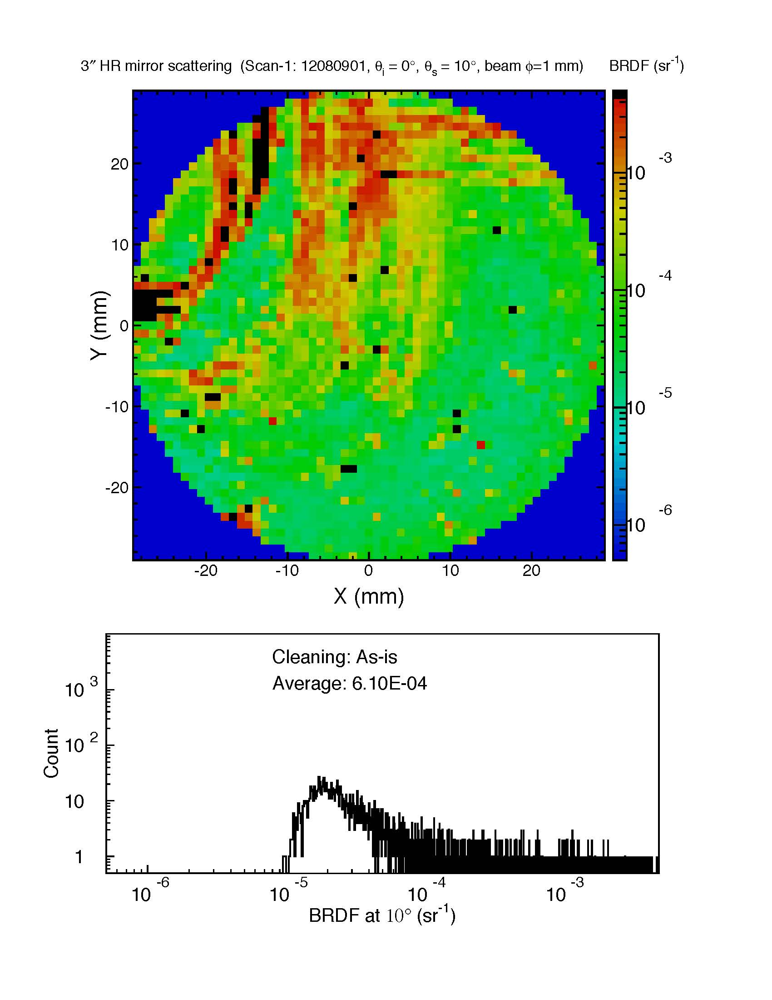 3″ HR mirror scattering (Scan-1: 12080901, θi = 0°, θs = 10°, beam ϕ=1 mm) BRDF (sr-1)
20
10
0
-10
-20
Y (mm)
-20 -10 0 10 20
X (mm)
10 -3
10 -4
10 -5
10 -6
Cleaning: As-is
Average: 6.10E-04
10 3
10 2
10
1
Count
10 -6 10 -5 10 -4 10 -3
BRDF at 10° (sr-1)